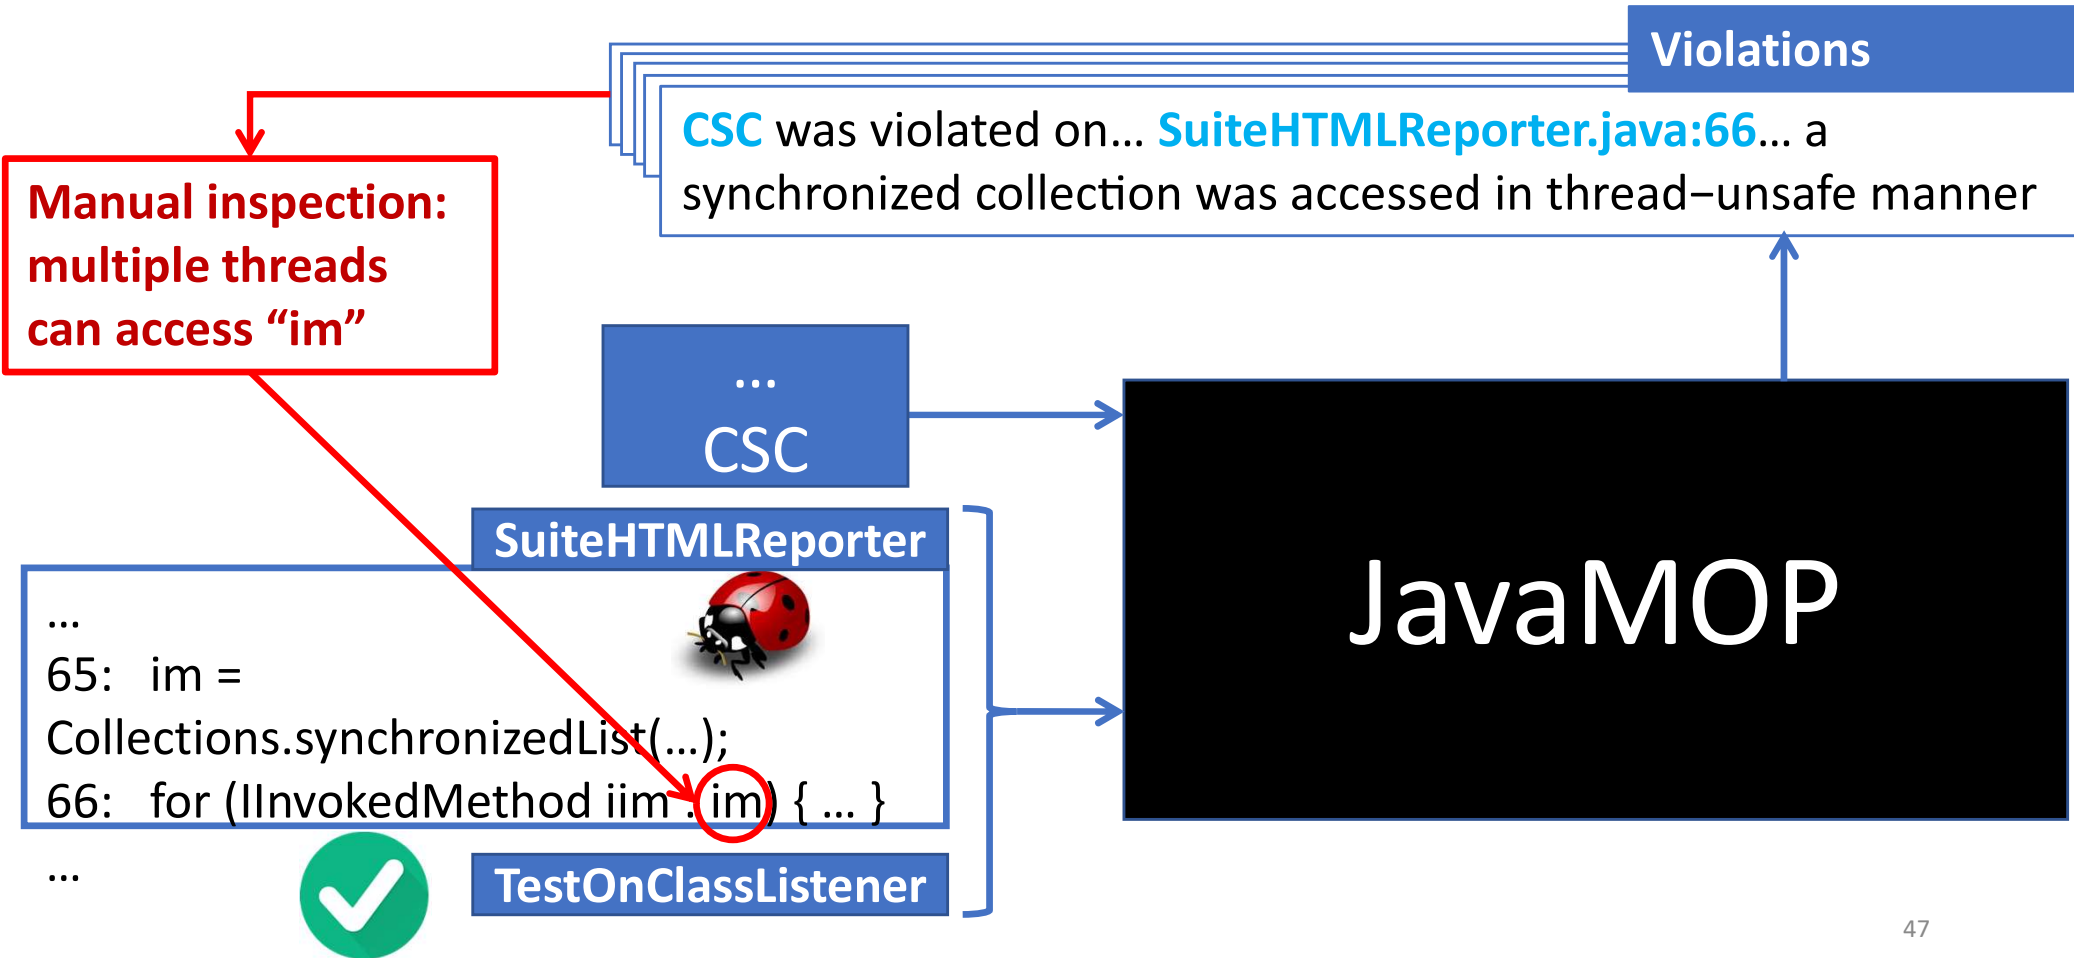 Violations
CSC was violated on… SuiteHTMLReporter.java:66… a
synchronized collection was accessed in thread−unsafe manner
Manual inspection:
multiple threads
can access “im”
…
CSC
SuiteHTMLReporter
…
65: im =
Collections.synchronizedList(…);
66: for (IInvokedMethod iim : im) { … }
…
TestOnClassListener
JavaMOP
47